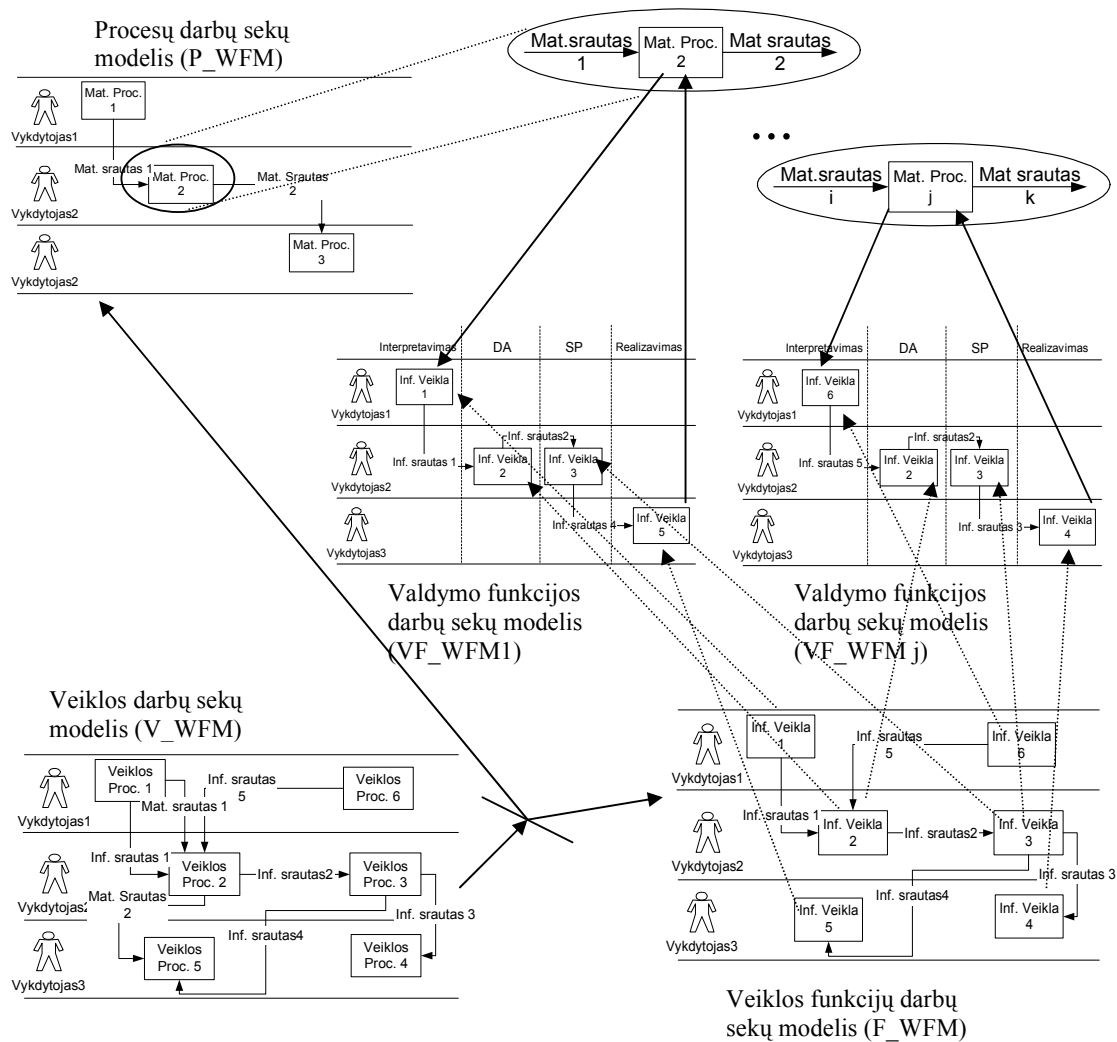 Procesų darbų sekų
modelis (P_WFM)
Mat. Proc.
1
Vykdytojas1
Mat. srautas 1
Mat. Proc.
2
Mat. Srautas
2
Vykdytojas2
Mat. Proc.
3
Vykdytojas2
Mat.srautas
1
Mat. Proc.
2
Mat srautas
2
...
Mat.srautas
i
Mat. Proc.
j
Mat srautas
k
Interpretavimas
DA
SP
Realizavimas
Inf. Veikla
1
Vykdytojas1
Inf. srautas2
Inf. srautas 1
Inf. Veikla
2
Inf. Veikla
3
Vykdytojas2
Inf. srautas 4
Inf. Veikla
5
Vykdytojas3
Valdymo funkcijos
darbų sekų modelis
(VF_WFM1)
Interpretavimas
DA
SP
Realizavimas
Inf. Veikla
6
Vykdytojas1
Inf. srautas2
Inf. srautas 5
Inf. Veikla
2
Inf. Veikla
3
Vykdytojas2
Inf. srautas 3
Inf. Veikla
4
Vykdytojas3
Valdymo funkcijos
darbų sekų modelis
(VF_WFM j)
Veiklos darbų sekų
modelis (V_WFM)
Veiklos
Proc. 1
Inf. srautas
5
Veiklos
Proc. 6
Mat. srautas 1
Vykdytojas1
Inf. srautas 1
Veiklos
Proc. 2
Inf. srautas2
Veiklos
Proc. 3
Vykdytojas2
Mat. Srautas
2
Inf. srautas 3
Inf. srautas4
Veiklos
Proc. 5
Veiklos
Proc. 4
Vykdytojas3
Inf. Veikla
1
Inf. srautas
5
Inf. Veikla
6
Vykdytojas1
Inf. srautas 1
Inf. Veikla
2
Inf. srautas2
Inf. Veikla
3
Vykdytojas2
Inf. srautas 3
Inf. srautas4
Inf. Veikla
5
Inf. Veikla
4
Vykdytojas3
Veiklos funkcijų darbų
sekų modelis (F_WFM)